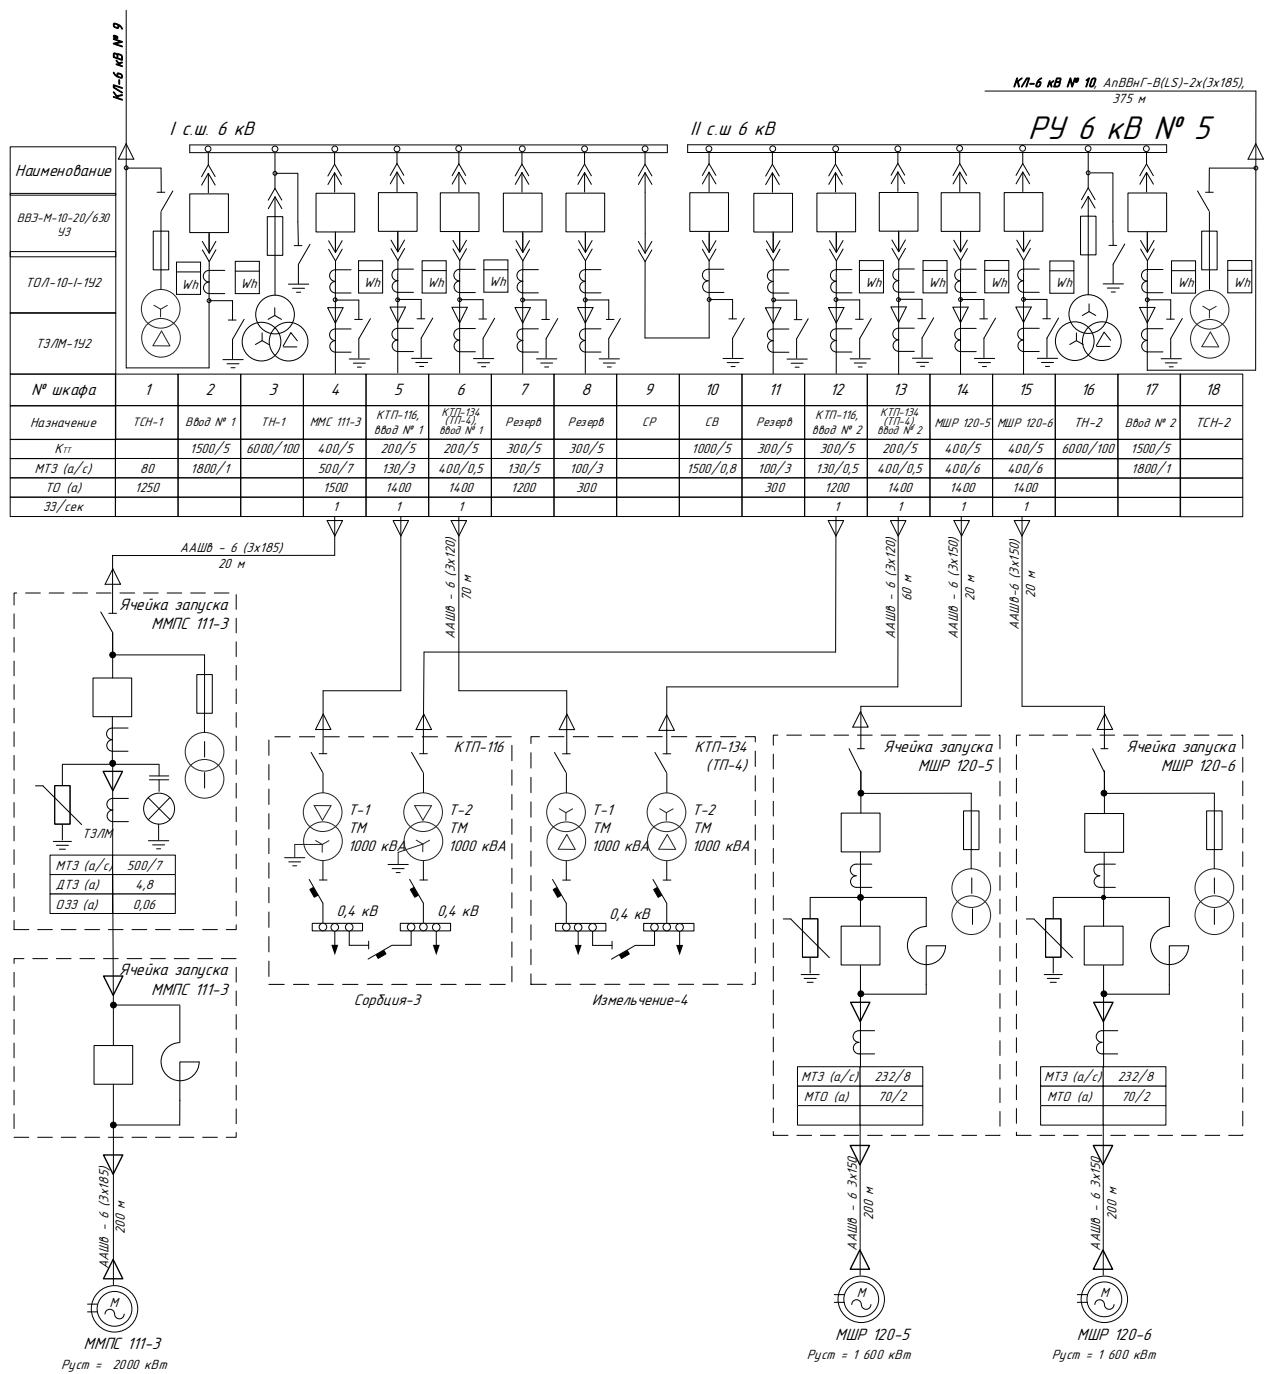 КЛ-6 кВ № 9
КЛ-6 кВ № 10, АпВВнГ-В(LS)-2х(3х185),
375 м
I с.ш. 6 кВ
II с.ш 6 кВ
РУ 6 кВ № 5
Наименование
ВВЭ-М-10-20/630
У3
ТОЛ-10-I-1У2
ТЗЛМ-1У2
Wh Wh Wh Wh Wh Wh Wh Wh Wh Wh Wh Wh Wh
№ шкафа 1 2 3 4 5 6 7 8 9 10 11 12 13 14 15 16 17 18
Назначение ТСН-1 Ввод № 1 ТН-1 ММС 111-3 КТП-116, ввод № 1 КТП-134 (ТП-4), ввод № 1 Резерв Резерв СР СВ Резерв КТП-116, ввод № 2 КТП-134 (ТП-4), ввод № 2 МШР 120-5 МШР 120-6 ТН-2 Ввод № 2 ТСН-2
Ктт 1500/5 6000/100 400/5 200/5 200/5 300/5 300/5 1000/5 300/5 300/5 200/5 400/5 400/5 6000/100 1500/5
МТЗ (а/с) 80 1800/1 500/7 130/3 400/0,5 130/5 100/3 1500/0,8 100/3 130/0,5 400/0,5 400/6 400/6 1800/1
ТО (а) 1250 1500 1400 1400 1200 300 300 1200 1400 1400 1400
ЗЗ/сек 1 1 1 1 1 1 1
ААШв - 6 (3х185)
20 м
ААШв - 6 (3х120)
70 м
ААШв - 6 (3х120)
60 м
ААШв - 6 (3х150)
20 м
ААШв-6 (3х150)
20 м
Ячейка запуска
ММПС 111-3
ТЗЛМ
МТЗ (а/с) 500/7
ДТЗ (а) 4,8
ОЗЗ (а) 0,06
Ячейка запуска
ММПС 111-3
ААШв - 6 (3х185)
200 м
М
ММПС 111-3
Руст = 2000 кВт
КТП-116
Т-1
ТМ
1000 кВА
Т-2
ТМ
1000 кВА
0,4 кВ
0,4 кВ
Сорбция-3
КТП-134
(ТП-4)
Т-1
ТМ
1000 кВА
Т-2
ТМ
1000 кВА
0,4 кВ
Измельчение-4
Ячейка запуска
МШР 120-5
МТЗ (а/с) 232/8
МТО (а) 70/2
ААШв - 6 3х150
200 м
М
МШР 120-5
Руст = 1 600 кВт
Ячейка запуска
МШР 120-6
МТЗ (а/с) 232/8
МТО (а) 70/2
ААШв - 6 3х150
200 м
М
МШР 120-6
Руст = 1 600 кВт